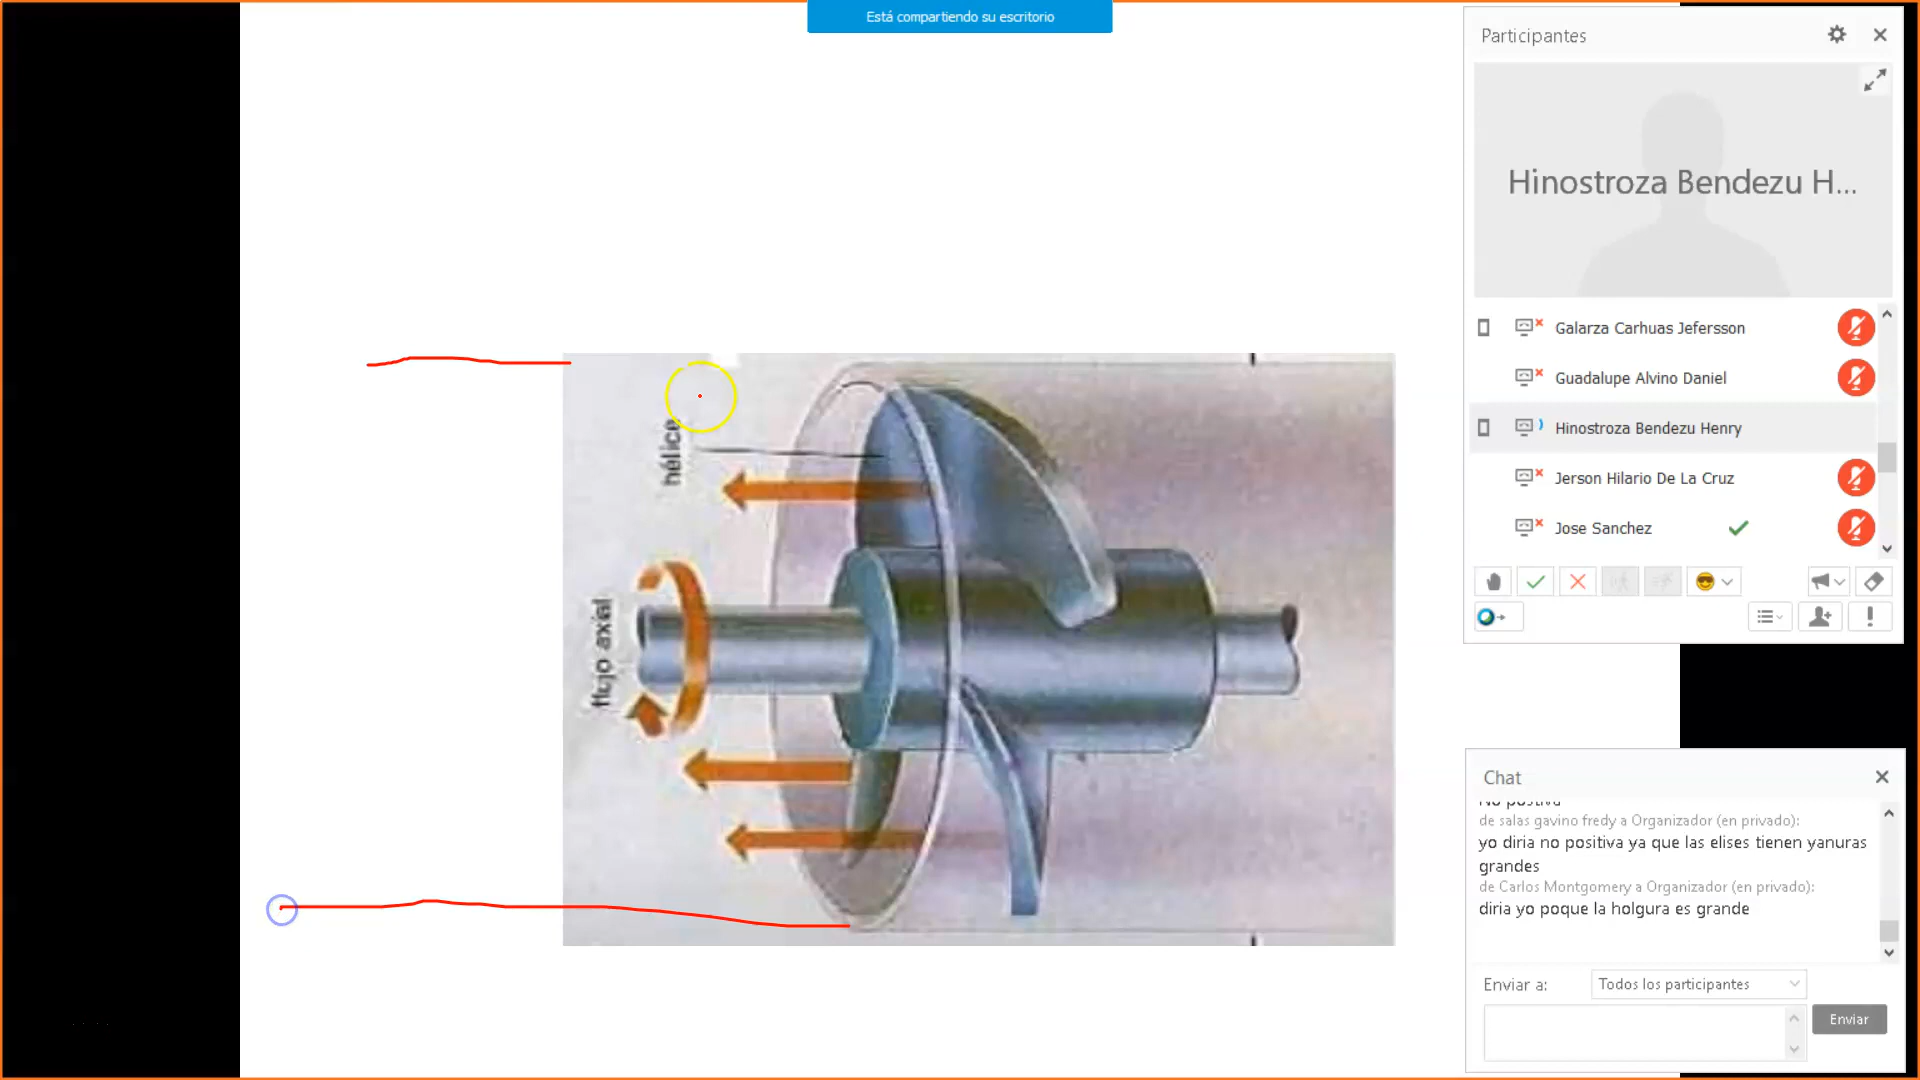 Está compartiendo su escritorio
Participantes
Hinostroza Bendezu H...
Galarza Carhuas Jefersson
Guadalupe Alvino Daniel
Hinostroza Bendezu Henry
Jerson Hilario De La Cruz
Jose Sanchez
hélice
flujo axial
Chat
No postiva
de salas gavino fredy a Organizador (en privado):
yo diria no positiva ya que las elises tienen yanuras
grandes
de Carlos Montgomery a Organizador (en privado):
diria yo poque la holgura es grande
Enviar a:
Todos los participantes
Enviar